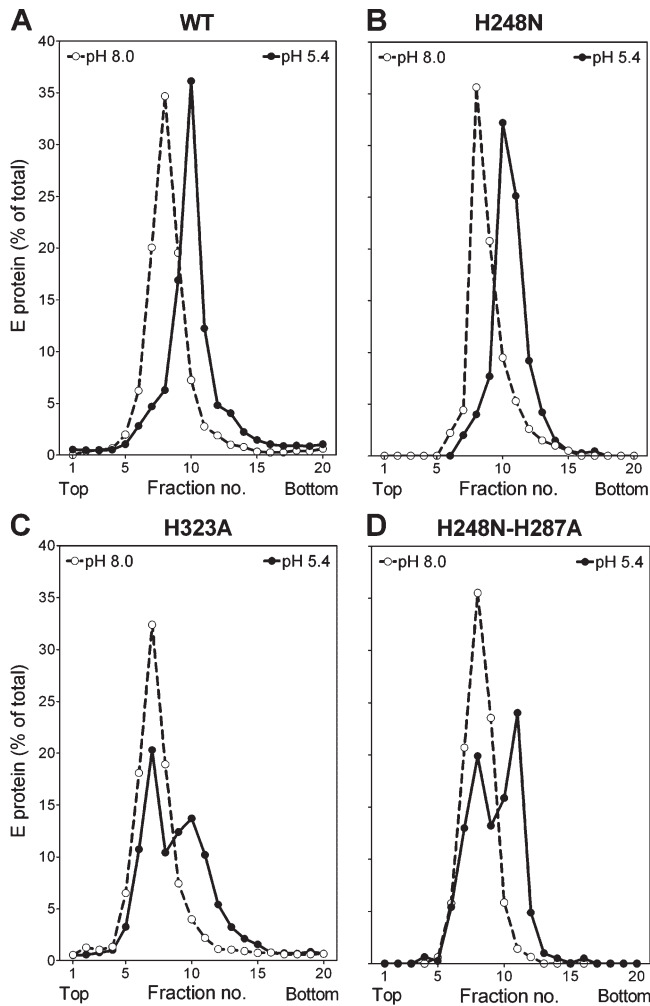 A WT
pH 8.0 pH 5.4
E protein (% of total)
40
35
30
25
20
15
10
5
0
1 5 10 15 20
Top Fraction no. Bottom
B H248N
pH 8.0 pH 5.4
1 5 10 15 20
Top Fraction no. Bottom
C H323A
pH 8.0 pH 5.4
E protein (% of total)
40
35
30
25
20
15
10
5
0
1 5 10 15 20
Top Fraction no. Bottom
D H248N-H287A
pH 8.0 pH 5.4
1 5 10 15 20
Top Fraction no. Bottom